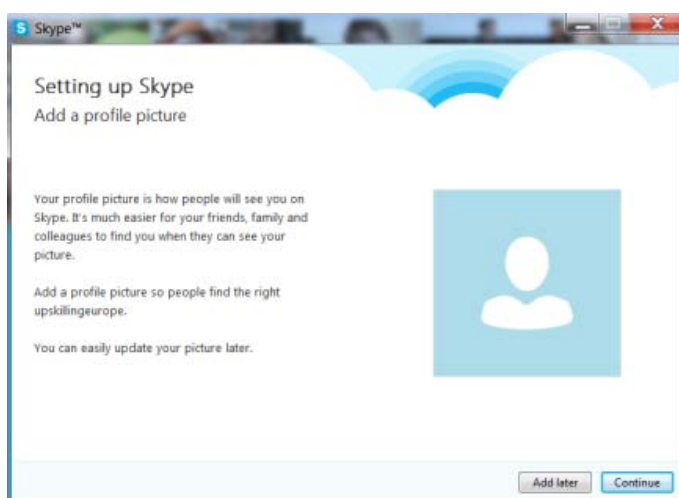 Skype™
Setting up Skype
Add a profile picture
Your profile picture is how people will see you on
Skype. It's much easier for your friends, family and
colleagues to find you when they can see your
picture.
Add a profile picture so people find the right
upskillingeurope.
You can easily update your picture later.
Add later Continue